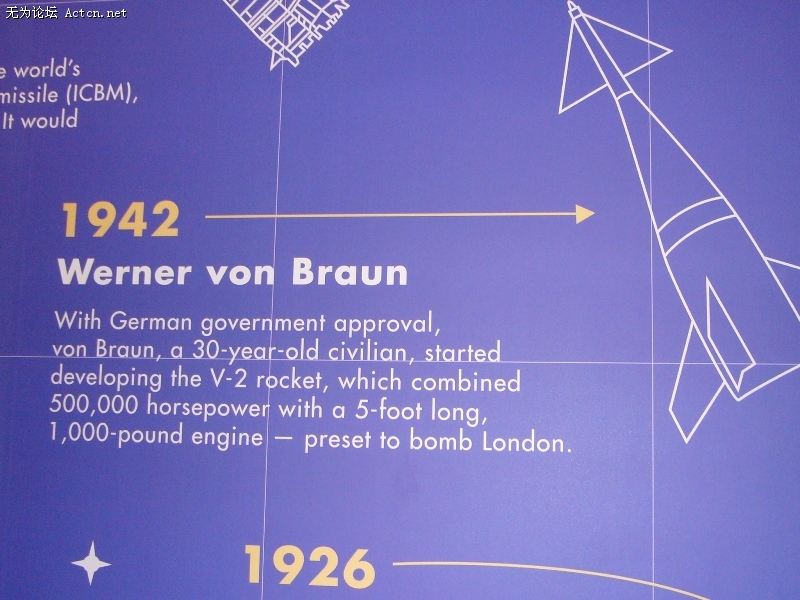 无为论坛 Actcn.net
e world's
missile (ICBM),
It would
1942
Werner von Braun
With German government approval,
von Braun, a 30-year-old civilian, started
developing the V-2 rocket, which combined
500,000 horsepower with a 5-foot long,
1,000-pound engine — preset to bomb London.
1926